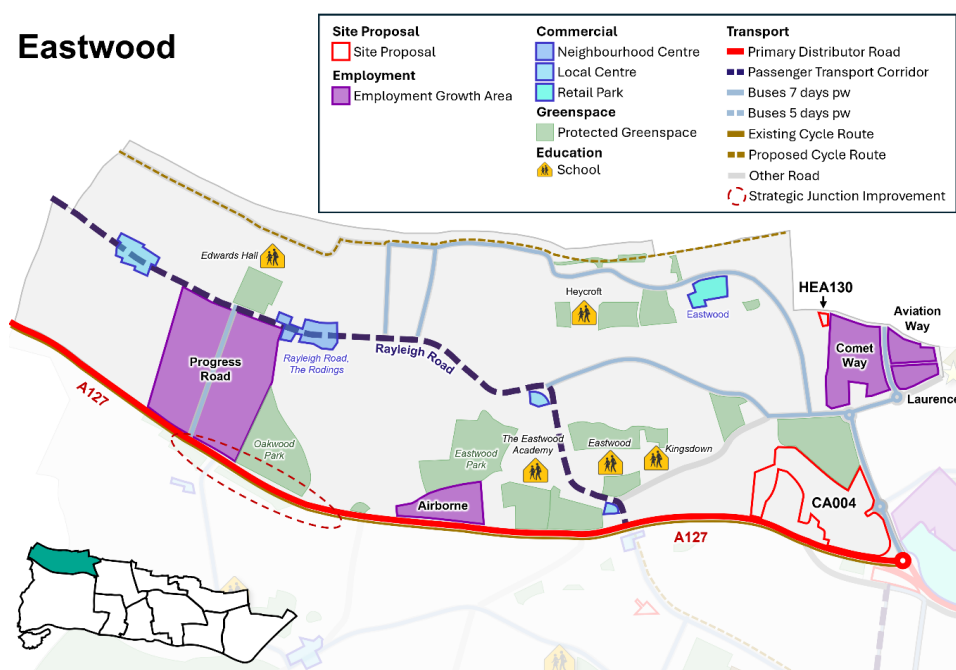 Eastwood
Site Proposal
Site Proposal
Employment
Employment Growth Area
Commercial
Neighbourhood Centre
Local Centre
Retail Park
Greenspace
Protected Greenspace
Education
School
Transport
Primary Distributor Road
Passenger Transport Corridor
Buses 7 days pw
Buses 5 days pw
Existing Cycle Route
Proposed Cycle Route
Other Road
Strategic Junction Improvement
Edwards Hall
HEA130
Heycroft
Eastwood
Aviation
Way
Comet
Way
Laurence
Progress
Road
Rayleigh Road,
The Rodings
Rayleigh Road
A127
Oakwood
Park
Eastwood
Park
The Eastwood
Academy
Eastwood
Kingsdown
Airborne
CA004
A127